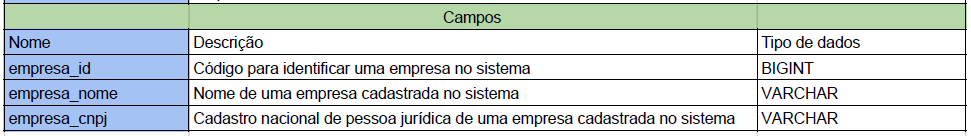 Campos
Nome Descrição Tipo de dados
empresa_id Código para identificar uma empresa no sistema BIGINT
empresa_nome Nome de uma empresa cadastrada no sistema VARCHAR
empresa_cnpj Cadastro nacional de pessoa jurídica de uma empresa cadastrada no sistema VARCHAR